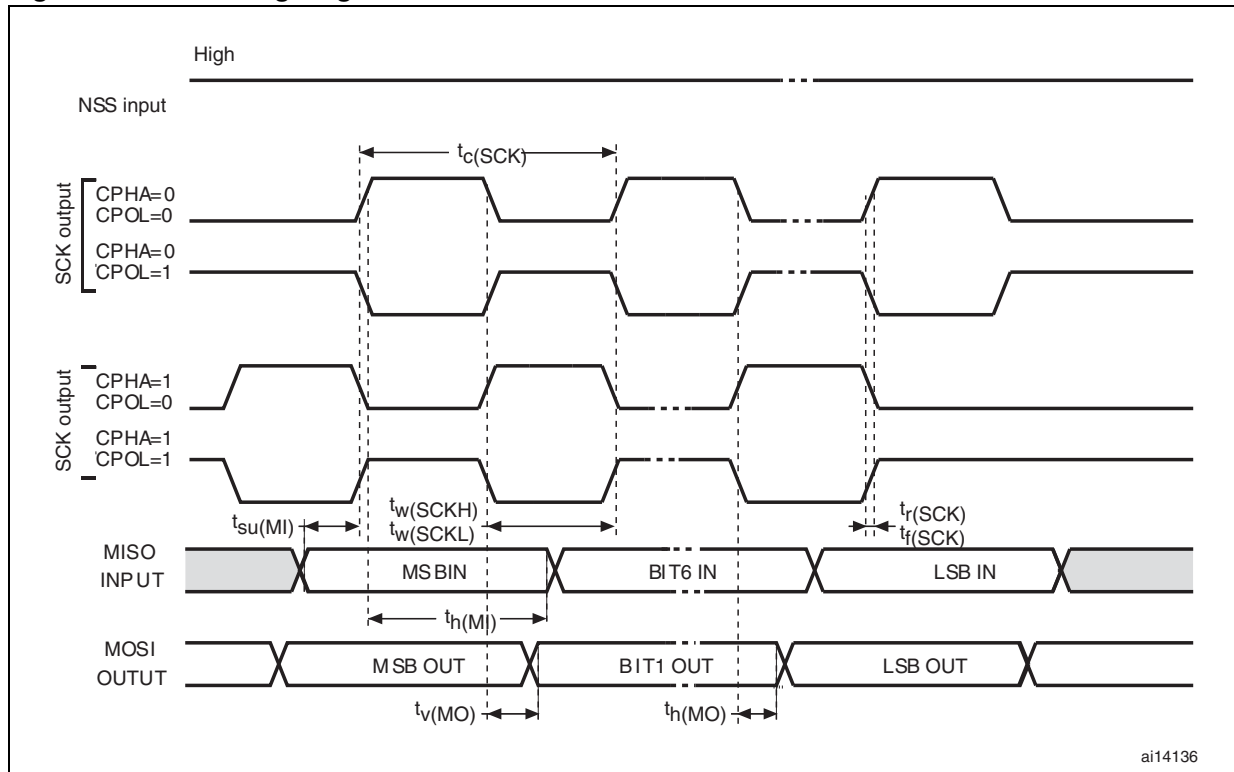 High
NSS input
tc(SCK)
SCK output
CPHA=0
CPOL=0
CPHA=0
CPOL=1
SCK output
CPHA=1
CPOL=0
CPHA=1
CPOL=1
tsu(MI)
tw(SCKH)
tw(SCKL)
tr(SCK)
tf(SCK)
MISO
INPUT
MSBIN
BIT6 IN
LSB IN
th(MI)
MOSI
OUTUT
MSB OUT
BIT1 OUT
LSB OUT
tv(MO)
th(MO)
ai14136